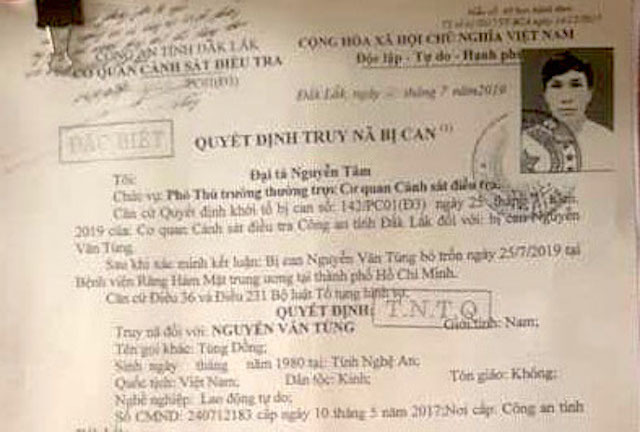 CÔNG AN TỈNH ĐẮK LẮK
CƠ QUAN CẢNH SÁT ĐIỀU TRA
PC01(Đ3)
CỘNG HÒA XÃ HỘI CHỦ NGHĨA VIỆT NAM
Độc lập - Tự do - Hạnh phú
Đắk Lắk, ngày tháng 7 năm 2019
ĐẶC BIỆT
QUYẾT ĐỊNH TRUY NÃ BỊ CAN (1)
Tôi: Đại tá Nguyễn Tâm
Chức vụ: Phó Thủ trưởng thường trực Cơ quan Cảnh sát điều tra
Căn cứ Quyết định khởi tố bị can số: 142/PC01(Đ3) ngày 25 tháng
2019 của: Cơ quan Cảnh sát điều tra Công an tỉnh Đắk Lắk đối với: bị can Nguyễn
Văn Tùng.
Sau khi xác minh kết luận: Bị can Nguyễn Văn Tùng bỏ trốn ngày 25/7/2019 tại
Bệnh viện Răng Hàm Mặt trung ương tại thành phố Hồ Chí Minh.
Căn cứ Điều 36 và Điều 231 Bộ luật Tố tụng hình sự
QUYẾT ĐỊNH:
T.N.T.Q
Truy nã đối với: NGUYỄN VĂN TÙNG Giới tính: Nam;
Tên gọi khác: Tùng Dồng;
Sinh ngày tháng năm 1980 tại: Tỉnh Nghệ An;
Quốc tịch: Việt Nam; Dân tộc: Kinh; Tôn giáo: Không;
Nghề nghiệp: Lao động tự do;
Số CMND: 240712183 cấp ngày 10 tháng 5 năm 2017;Nơi cấp: Công an tỉnh